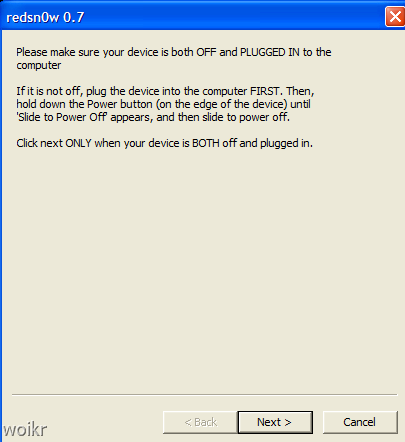 redsn0w 0.7
Please make sure your device is both OFF and PLUGGED IN to the
computer
If it is not off, plug the device into the computer FIRST. Then,
hold down the Power button (on the edge of the device) until
'Slide to Power Off' appears, and then slide to power off.
Click next ONLY when your device is BOTH off and plugged in.
< Back
Next >
Cancel
woikr